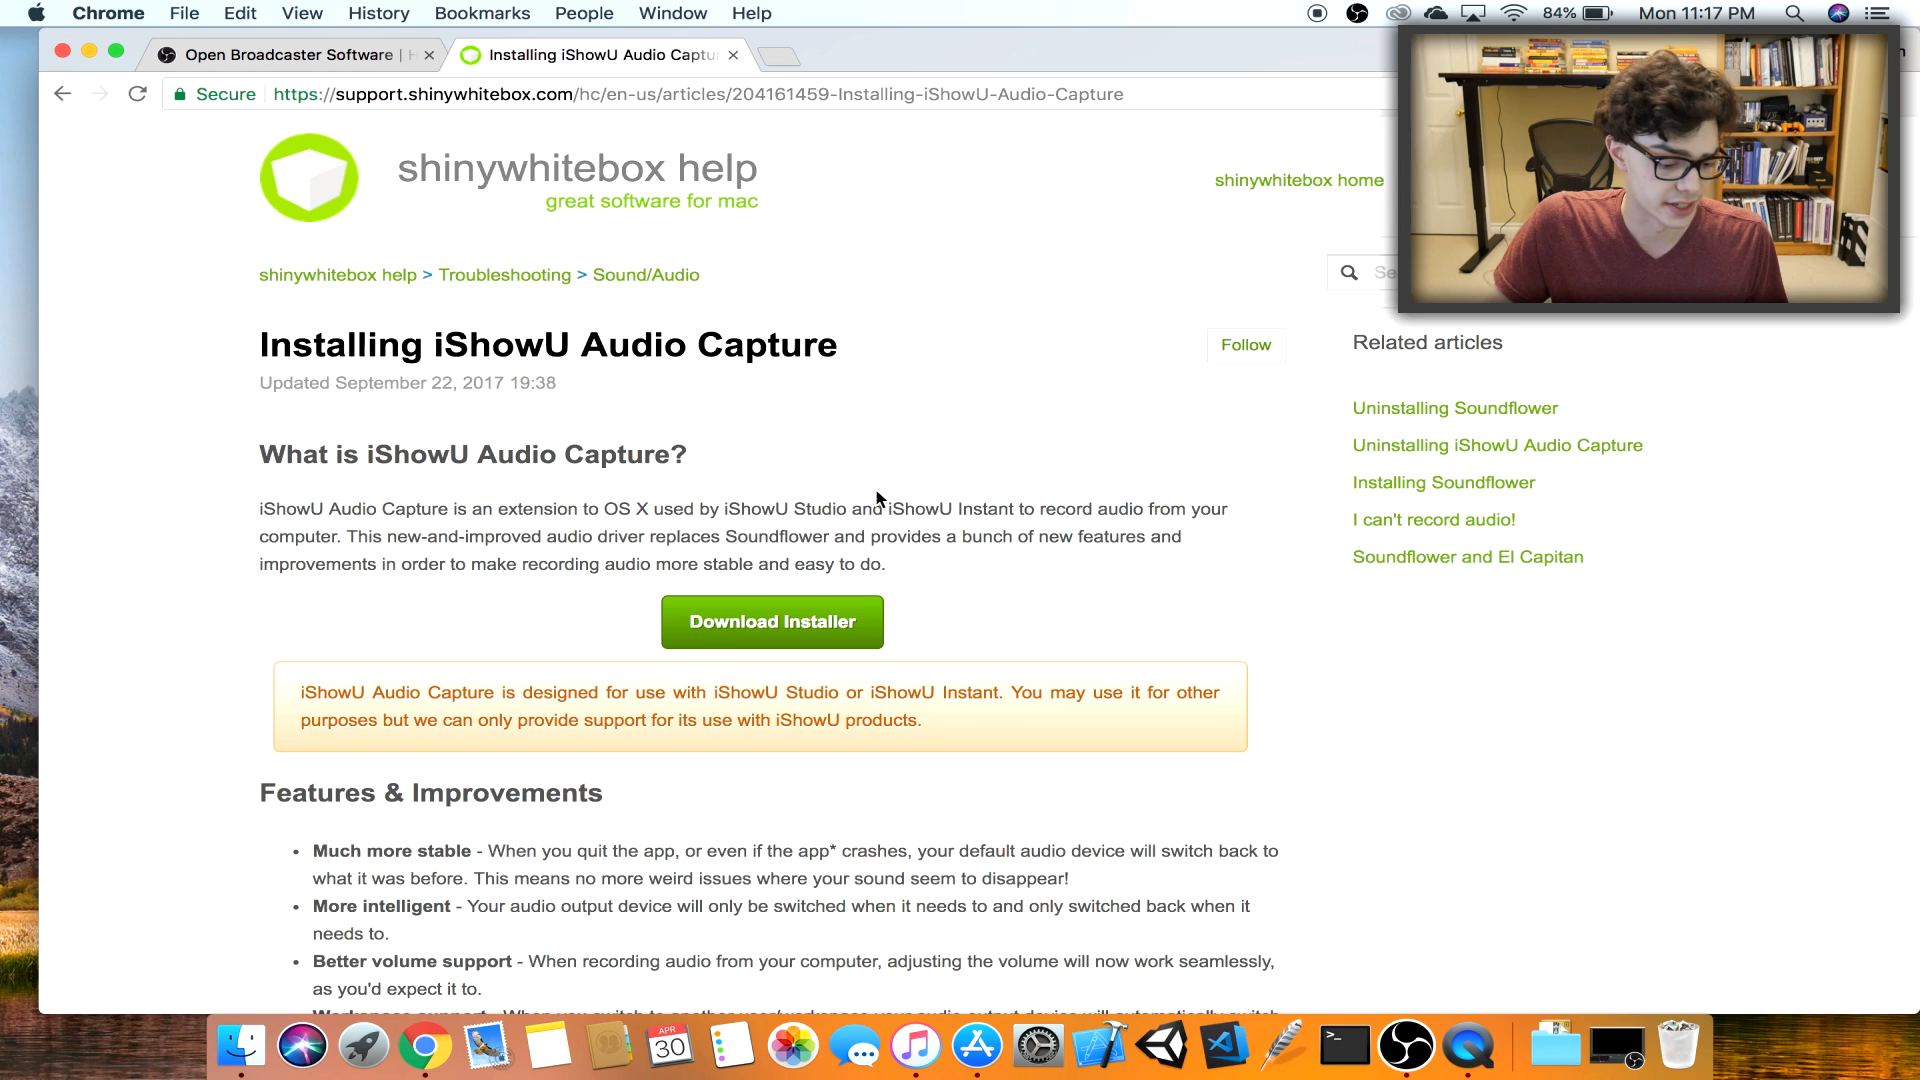 Chrome File Edit View History Bookmarks People Window Help 84% Mon 11:17 PM
Open Broadcaster Software | Installing iShowU Audio Captu
Secure https://support.shinywhitebox.com/hc/en-us/articles/204161459-Installing-iShowU-Audio-Capture
shinywhitebox help
great software for mac
shinywhitebox home
shinywhitebox help > Troubleshooting > Sound/Audio
Se
Installing iShowU Audio Capture
Follow
Updated September 22, 2017 19:38
What is iShowU Audio Capture?
iShowU Audio Capture is an extension to OS X used by iShowU Studio and iShowU Instant to record audio from your
computer. This new-and-improved audio driver replaces Soundflower and provides a bunch of new features and
improvements in order to make recording audio more stable and easy to do.
Download Installer
iShowU Audio Capture is designed for use with iShowU Studio or iShowU Instant. You may use it for other
purposes but we can only provide support for its use with iShowU products.
Features & Improvements
• Much more stable - When you quit the app, or even if the app* crashes, your default audio device will switch back to
what it was before. This means no more weird issues where your sound seem to disappear!
• More intelligent - Your audio output device will only be switched when it needs to and only switched back when it
needs to.
• Better volume support - When recording audio from your computer, adjusting the volume will now work seamlessly,
as you'd expect it to.
Related articles
Uninstalling Soundflower
Uninstalling iShowU Audio Capture
Installing Soundflower
I can't record audio!
Soundflower and El Capitan
APR
30